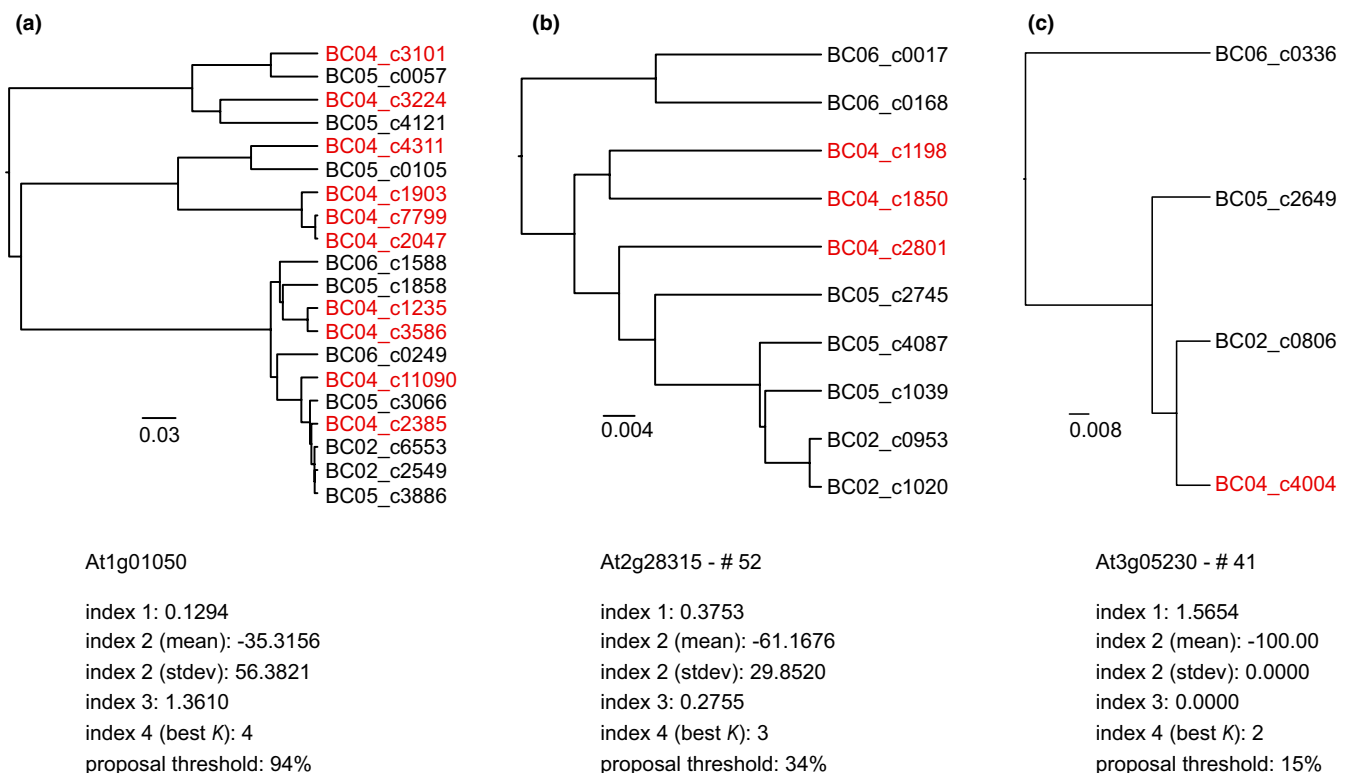 (a)
BC04_c3101
BC05_c0057
BC04_c3224
BC05_c4121
BC04_c4311
BC05_c0105
BC04_c1903
BC04_c7799
BC04_c2047
BC06_c1588
BC05_c1858
BC04_c1235
BC04_c3586
BC06_c0249
BC04_c11090
BC05_c3066
BC04_c2385
BC02_c6553
BC02_c2549
BC05_c3886
0.03
At1g01050
index 1: 0.1294
index 2 (mean): -35.3156
index 2 (stdev): 56.3821
index 3: 1.3610
index 4 (best K): 4
proposal threshold: 94%
(b)
BC06_c0017
BC06_c0168
BC04_c1198
BC04_c1850
BC04_c2801
BC05_c2745
BC05_c4087
BC05_c1039
BC02_c0953
BC02_c1020
0.004
At2g28315 - # 52
index 1: 0.3753
index 2 (mean): -61.1676
index 2 (stdev): 29.8520
index 3: 0.2755
index 4 (best K): 3
proposal threshold: 34%
(c)
BC06_c0336
BC05_c2649
BC02_c0806
BC04_c4004
0.008
At3g05230 - # 41
index 1: 1.5654
index 2 (mean): -100.00
index 2 (stdev): 0.0000
index 3: 0.0000
index 4 (best K): 2
proposal threshold: 15%